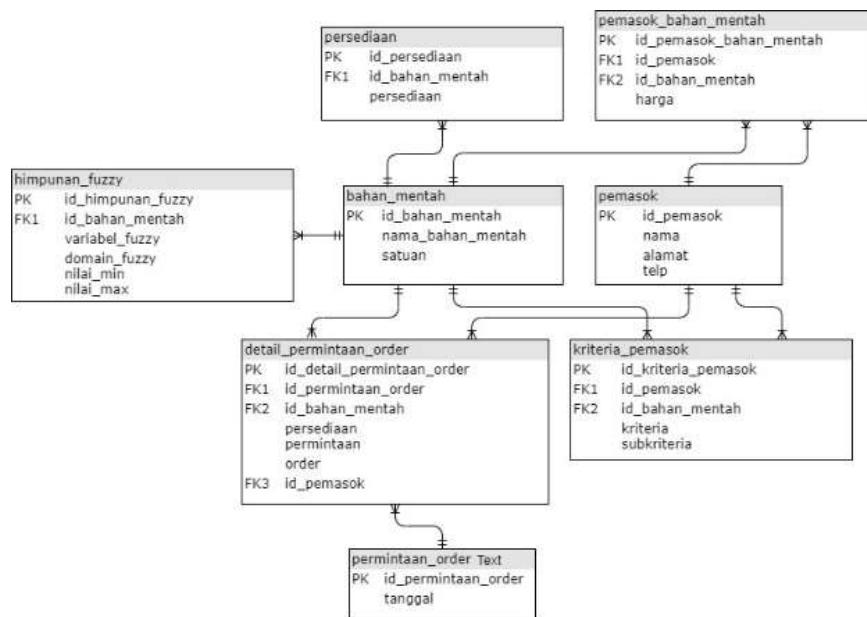 persediaan
PK id_persediaan
FK1 id_bahan_mentah
persediaan
pemasok_bahan_mentah
PK id_pemasok_bahan_mentah
FK1 id_pemasok
FK2 id_bahan_mentah
harga
himpunan_fuzzy
PK id_himpunan_fuzzy
FK1 id_bahan_mentah
variabel_fuzzy
domain_fuzzy
nilai_min
nilai_max
bahan_mentah
PK id_bahan_mentah
nama_bahan_mentah
satuan
pemasok
PK id_pemasok
nama
alamat
telp
detail_permintaan_order
PK id_detail_permintaan_order
FK1 id_permintaan_order
FK2 id_bahan_mentah
persediaan
permintaan
order
FK3 id_pemasok
kriteria_pemasok
PK id_kriteria_pemasok
FK1 id_pemasok
FK2 id_bahan_mentah
kriteria
subkriteria
permintaan_order Text
PK id_permintaan_order
tanggal